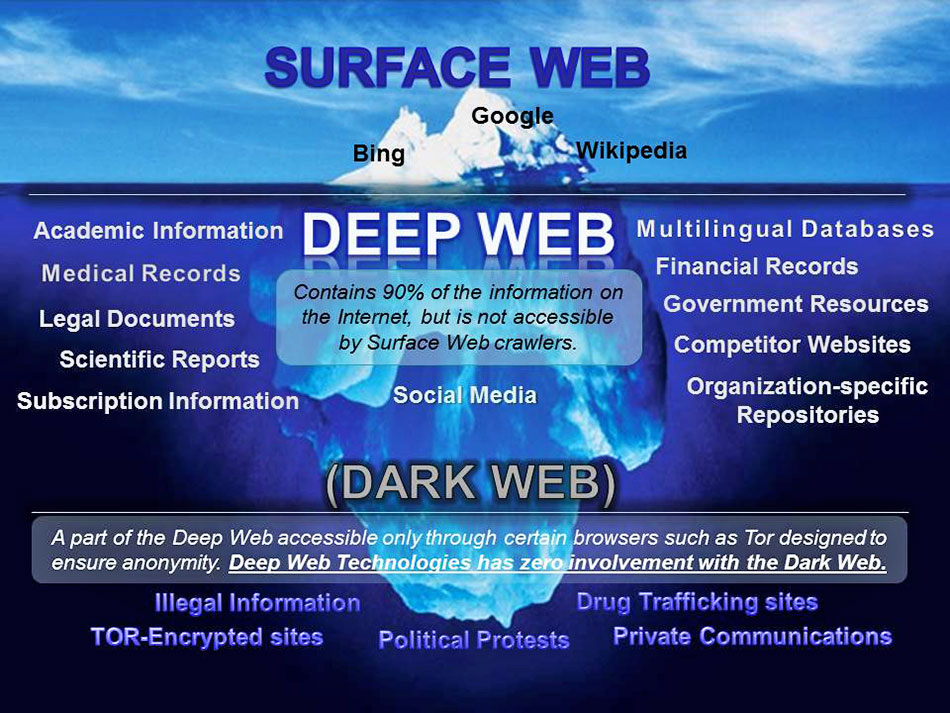 SURFACE WEB
Google
Bing
Wikipedia
DEEP WEB
Academic Information
Medical Records
Legal Documents
Scientific Reports
Subscription Information
Contains 90% of the information on
the Internet, but is not accessible
by Surface Web crawlers.
Social Media
Multilingual Databases
Financial Records
Government Resources
Competitor Websites
Organization-specific
Repositories
(DARK WEB)
A part of the Deep Web accessible only through certain browsers such as Tor designed to
ensure anonymity. Deep Web Technologies has zero involvement with the Dark Web.
Illegal Information
Drug Trafficking sites
TOR-Encrypted sites
Political Protests
Private Communications